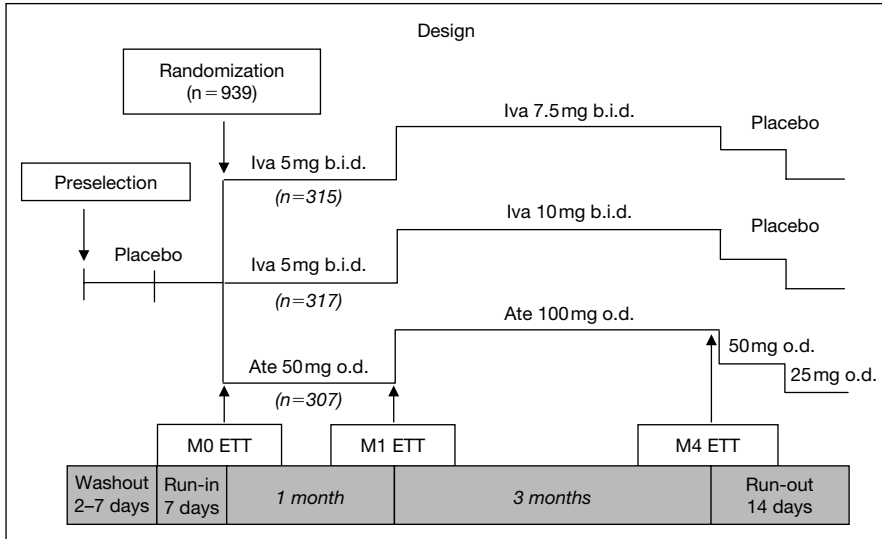 Design
Randomization
(n = 939)
Preselection
Placebo
Iva 5 mg b.i.d.
(n=315)
Iva 7.5 mg b.i.d.
Placebo
Iva 5 mg b.i.d.
(n=317)
Iva 10 mg b.i.d.
Placebo
Ate 50 mg o.d.
(n=307)
Ate 100 mg o.d.
50 mg o.d.
25 mg o.d.
M0 ETT
M1 ETT
M4 ETT
Washout
2–7 days
Run-in
7 days
1 month
3 months
Run-out
14 days